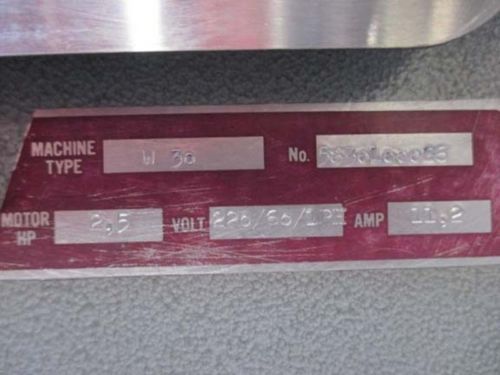 MACHINE TYPE W 30 No.
MOTOR HP 2,5 VOLT 220/60/1PH AMP 11,2